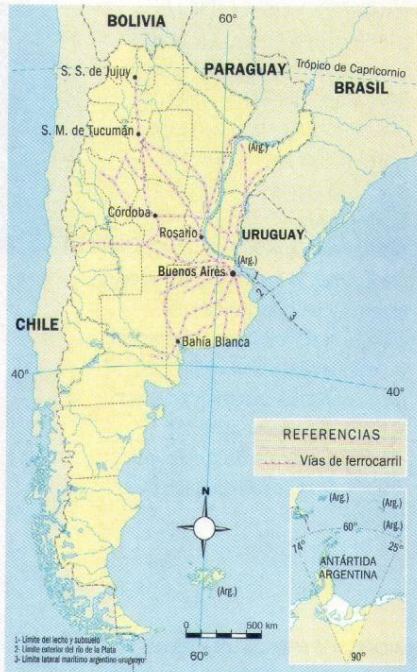 BOLIVIA
60°
S. S. de Jujuy
PARAGUAY
Trópico de Capricornio
BRASIL
S. M. de Tucumán
(Arg.)
Córdoba
Rosario
URUGUAY
(Arg.)
Buenos Aires
1
2
3
CHILE
Bahía Blanca
40°
40°
REFERENCIAS
Vías de ferrocarril
N
(Arg.)
(Arg.)
(Arg.)
60°
(Arg.)
74°
25°
ANTÁRTIDA
ARGENTINA
90°
0
600 km
60°
1- Límite del lecho y subsuelo
2- Límite exterior del río de la Plata
3- Límite lateral marítimo argentino uruguayo